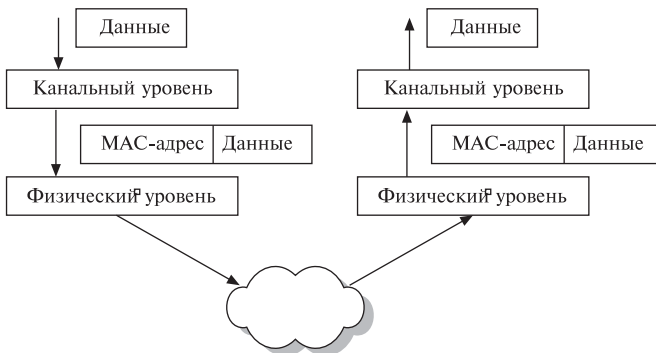 Данные
Данные
Канальный уровень
Канальный уровень
МАС-адрес Данные
МАС-адрес Данные
Физический уровень
Физический уровень